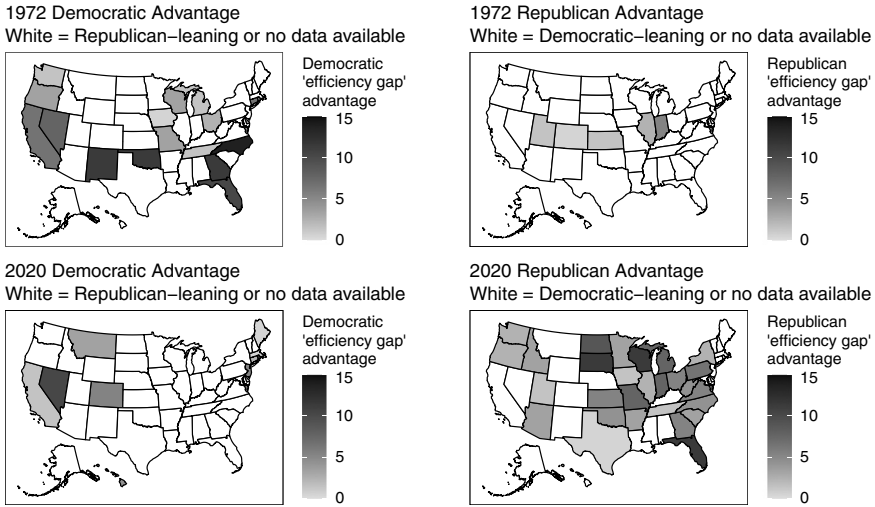 1972 Democratic Advantage
White = Republican−leaning or no data available
Democratic
'efficiency gap'
advantage
15
10
5
0
1972 Republican Advantage
White = Democratic−leaning or no data available
Republican
'efficiency gap'
advantage
15
10
5
0
2020 Democratic Advantage
White = Republican−leaning or no data available
Democratic
'efficiency gap'
advantage
15
10
5
0
2020 Republican Advantage
White = Democratic−leaning or no data available
Republican
'efficiency gap'
advantage
15
10
5
0